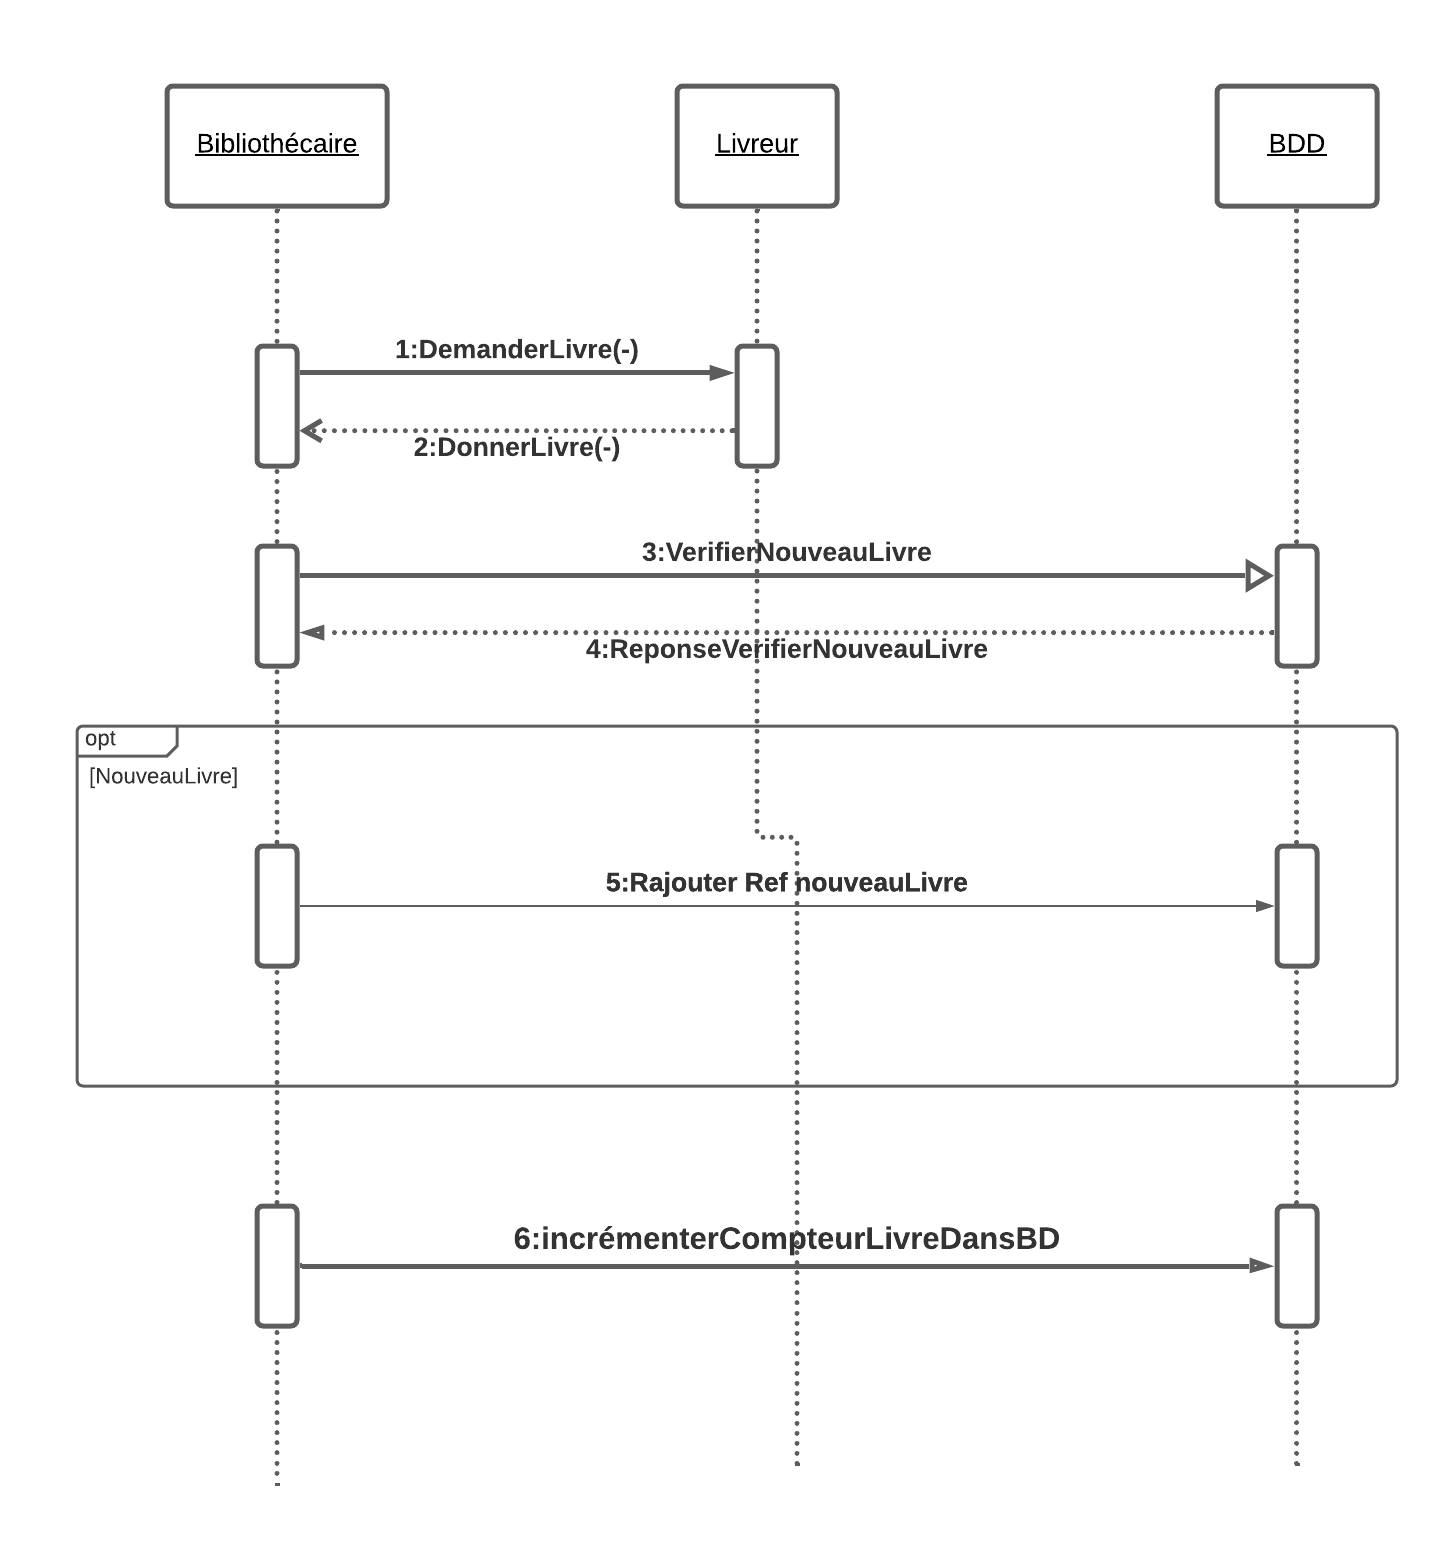 Bibliothécaire
Livreur
BDD
1:DemanderLivre(-)
2:DonnerLivre(-)
3:VerifierNouveauLivre
4:ReponseVerifierNouveauLivre
opt
[NouveauLivre]
5:Rajouter Ref nouveauLivre
6:incrémenterCompteurLivreDansBD